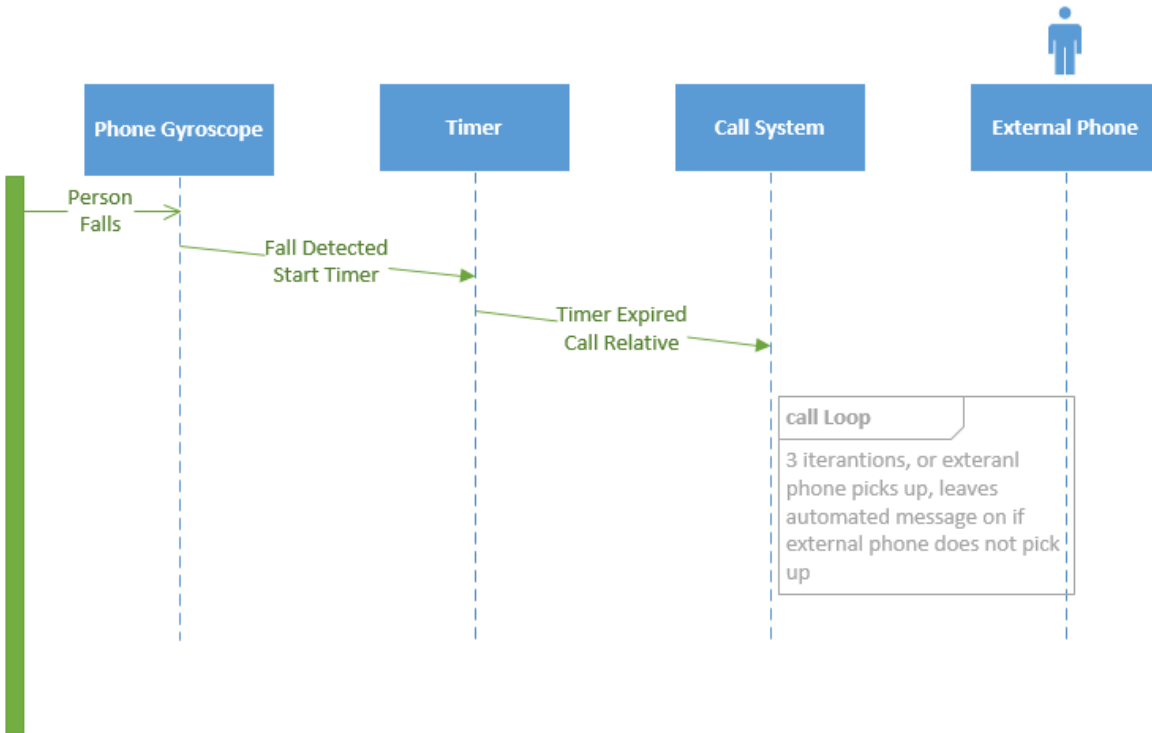 Phone Gyroscope
Timer
Call System
External Phone
Person
Falls
Fall Detected
Start Timer
Timer Expired
Call Relative
call Loop
3 iterantions, or exteranl
phone picks up, leaves
automated message on if
external phone does not pick
up